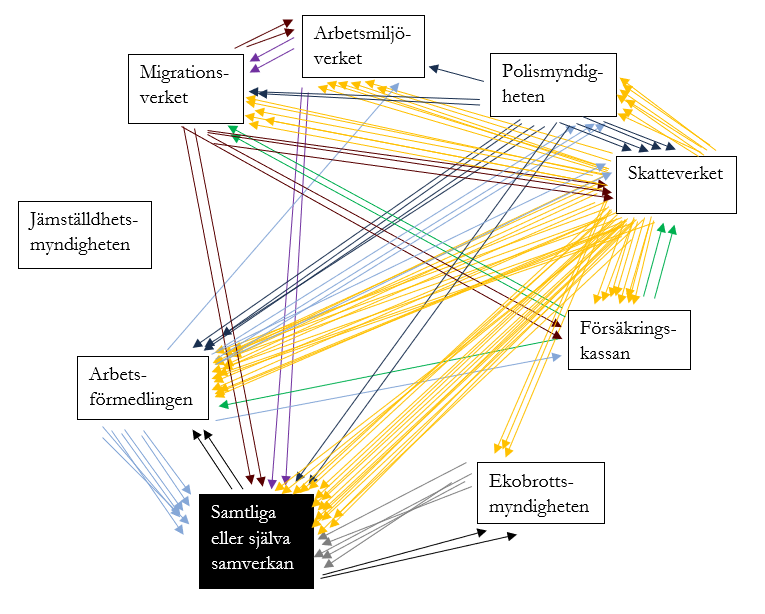 Arbetsmiljö-
verket
Migrations-
verket
Polismyndig-
heten
Skatteverket
Jämställdhets-
myndigheten
Försäkrings-
kassan
Arbets-
förmedlingen
Ekobrotts-
myndigheten
Samtliga
eller själva
samverkan